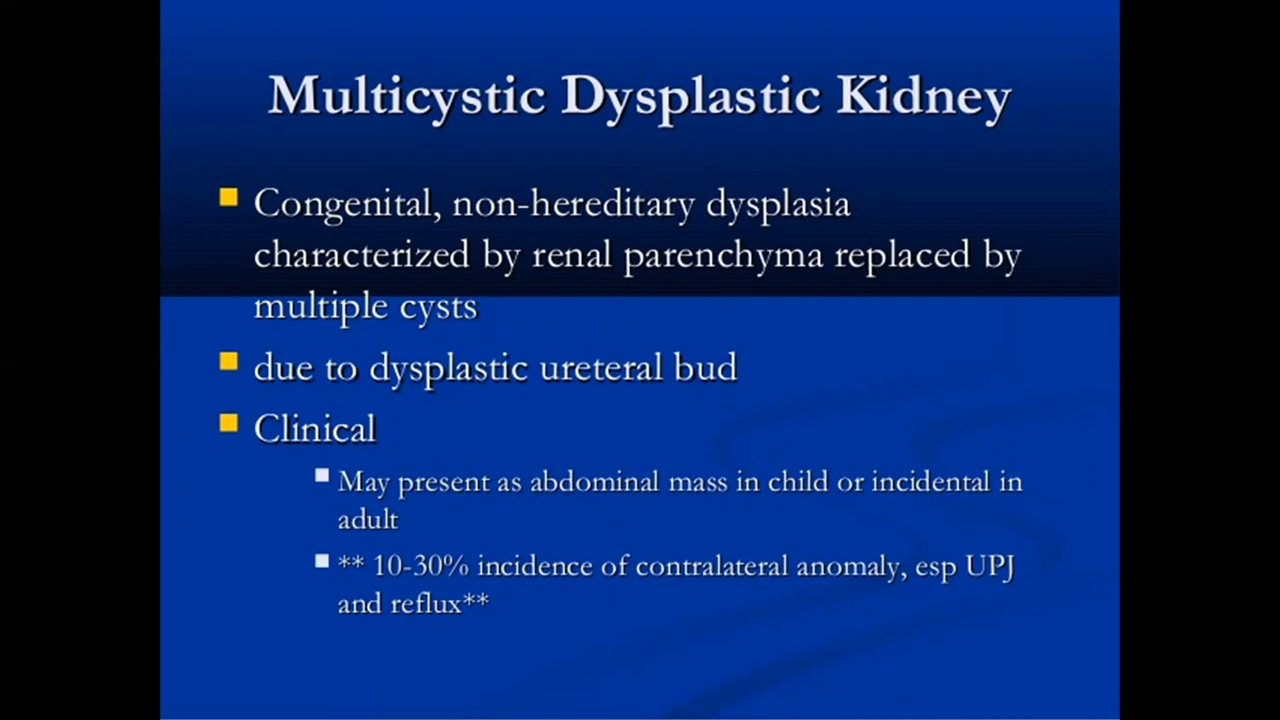 Multicystic Dysplastic Kidney
Congenital, non-hereditary dysplasia
characterized by renal parenchyma replaced by
multiple cysts
due to dysplastic ureteral bud
Clinical
May present as abdominal mass in child or incidental in
adult
** 10-30% incidence of contralateral anomaly, esp UPJ
and reflux**